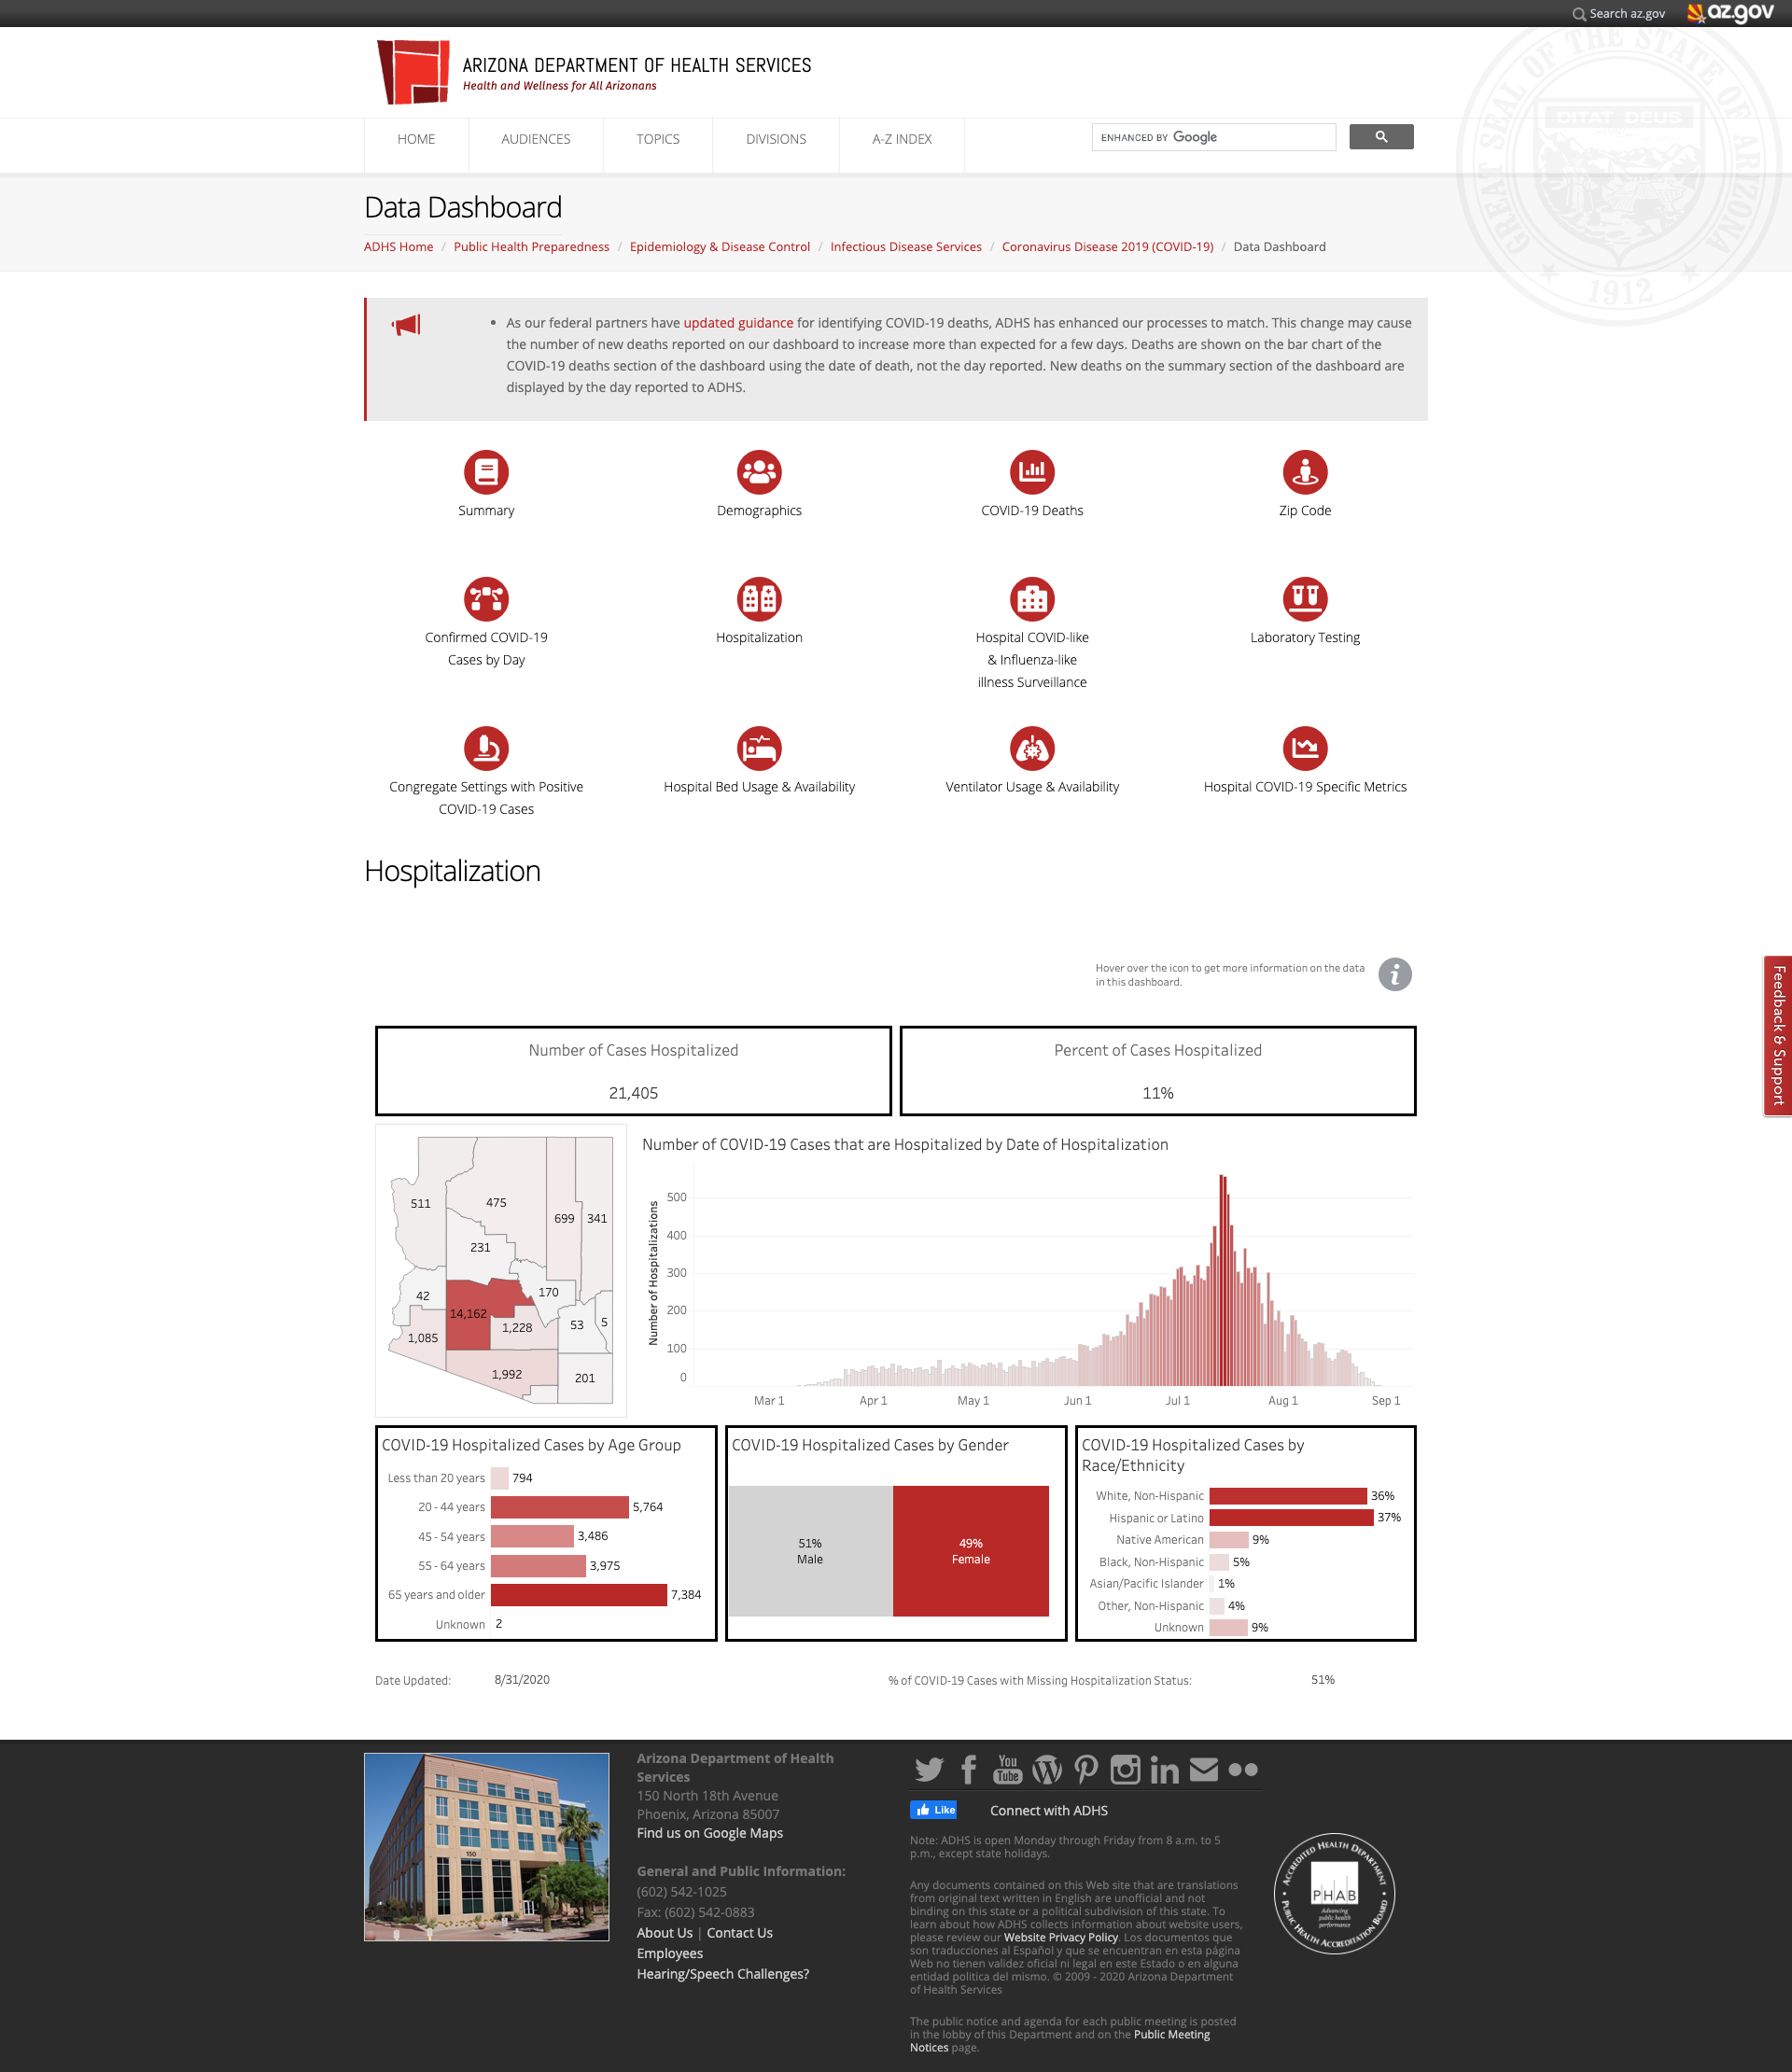 Search az.gov
az.gov
ARIZONA DEPARTMENT OF HEALTH SERVICES
Health and Wellness for All Arizonans
GREAT SEAL OF THE STATE OF ARIZONA
DITAT DEUS
1912
HOME
AUDIENCES
TOPICS
DIVISIONS
A-Z INDEX
ENHANCED BY Google
Data Dashboard
ADHS Home / Public Health Preparedness / Epidemiology & Disease Control / Infectious Disease Services / Coronavirus Disease 2019 (COVID-19) / Data Dashboard
• As our federal partners have updated guidance for identifying COVID-19 deaths, ADHS has enhanced our processes to match. This change may cause
the number of new deaths reported on our dashboard to increase more than expected for a few days. Deaths are shown on the bar chart of the
COVID-19 deaths section of the dashboard using the date of death, not the day reported. New deaths on the summary section of the dashboard are
displayed by the day reported to ADHS.
Summary
Demographics
COVID-19 Deaths
Zip Code
Confirmed COVID-19
Cases by Day
Hospitalization
Hospital COVID-like
& Influenza-like
illness Surveillance
Laboratory Testing
Congregate Settings with Positive
COVID-19 Cases
Hospital Bed Usage & Availability
Ventilator Usage & Availability
Hospital COVID-19 Specific Metrics
Hospitalization
Hover over the icon to get more information on the data
in this dashboard.
i
Feedback & Support
Number of Cases Hospitalized
21,405
Percent of Cases Hospitalized
11%
511
475
699
341
231
42
170
14,162
1,228
53
5
1,085
1,992
201
Number of COVID-19 Cases that are Hospitalized by Date of Hospitalization
Number of Hospitalizations
500
400
300
200
100
0
Mar 1
Apr 1
May 1
Jun 1
Jul 1
Aug 1
Sep 1
COVID-19 Hospitalized Cases by Age Group
Less than 20 years 794
20 - 44 years 5,764
45 - 54 years 3,486
55 - 64 years 3,975
65 years and older 7,384
Unknown 2
COVID-19 Hospitalized Cases by Gender
51%
Male
49%
Female
COVID-19 Hospitalized Cases by
Race/Ethnicity
White, Non-Hispanic 36%
Hispanic or Latino 37%
Native American 9%
Black, Non-Hispanic 5%
Asian/Pacific Islander 1%
Other, Non-Hispanic 4%
Unknown 9%
Date Updated: 8/31/2020
% of COVID-19 Cases with Missing Hospitalization Status: 51%
150
Arizona Department of Health
Services
150 North 18th Avenue
Phoenix, Arizona 85007
Find us on Google Maps
General and Public Information:
(602) 542-1025
Fax: (602) 542-0883
About Us | Contact Us
Employees
Hearing/Speech Challenges?
You
Tube
in
Like
Connect with ADHS
Note: ADHS is open Monday through Friday from 8 a.m. to 5
p.m., except state holidays.
Any documents contained on this Web site that are translations
from original text written in English are unofficial and not
binding on this state or a political subdivision of this state. To
learn about how ADHS collects information about website users,
please review our Website Privacy Policy. Los documentos que
son traducciones al Español y que se encuentran en esta página
Web no tienen validez oficial ni legal en este Estado o en alguna
entidad politica del mismo. © 2009 - 2020 Arizona Department
of Health Services
The public notice and agenda for each public meeting is posted
in the lobby of this Department and on the Public Meeting
Notices page.
ACCREDITED HEALTH DEPARTMENT
PHAB
Advancing
public health
performance
PUBLIC HEALTH ACCREDITATION BOARD